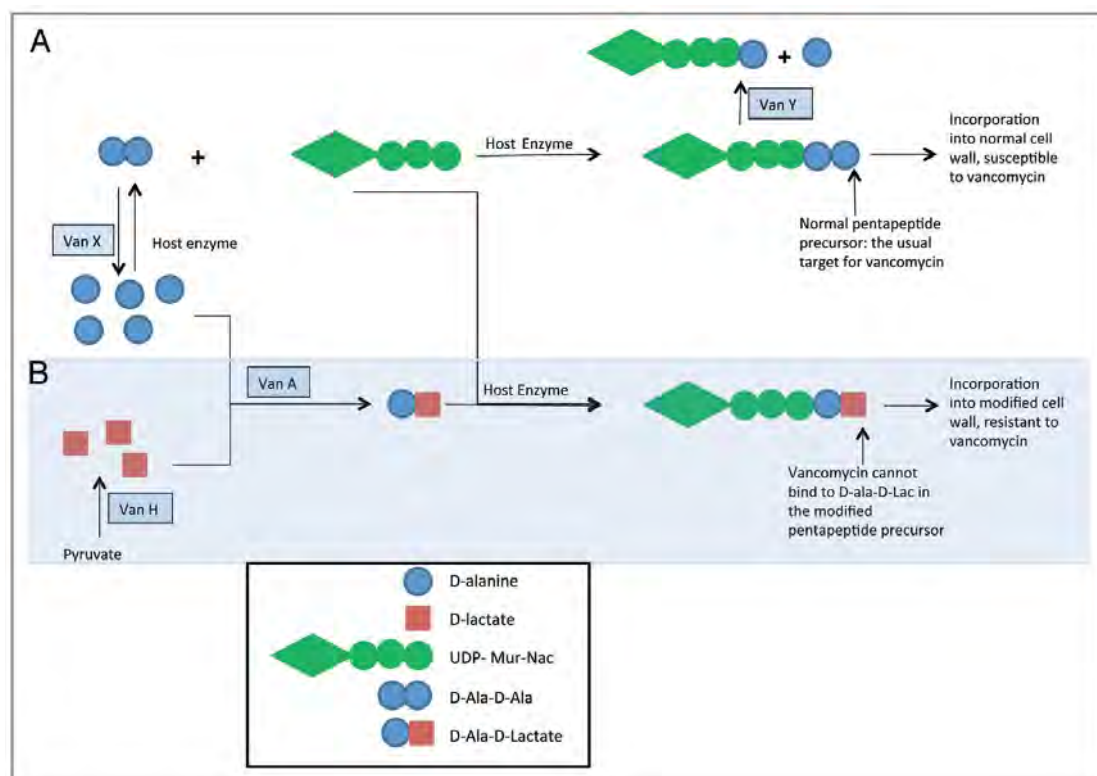 A
+
Van Y
Host Enzyme
+
Incorporation
into normal cell
wall, susceptible
to vancomycin
Van X
Host enzyme
Normal pentapeptide
precursor: the usual
target for vancomycin
B
Van A
Host Enzyme
Incorporation
into modified cell
wall, resistant to
vancomycin
Van H
Pyruvate
Vancomycin cannot
bind to D-ala-D-Lac in
the modified
pentapeptide precursor
D-alanine
D-lactate
UDP- Mur-Nac
D-Ala-D-Ala
D-Ala-D-Lactate